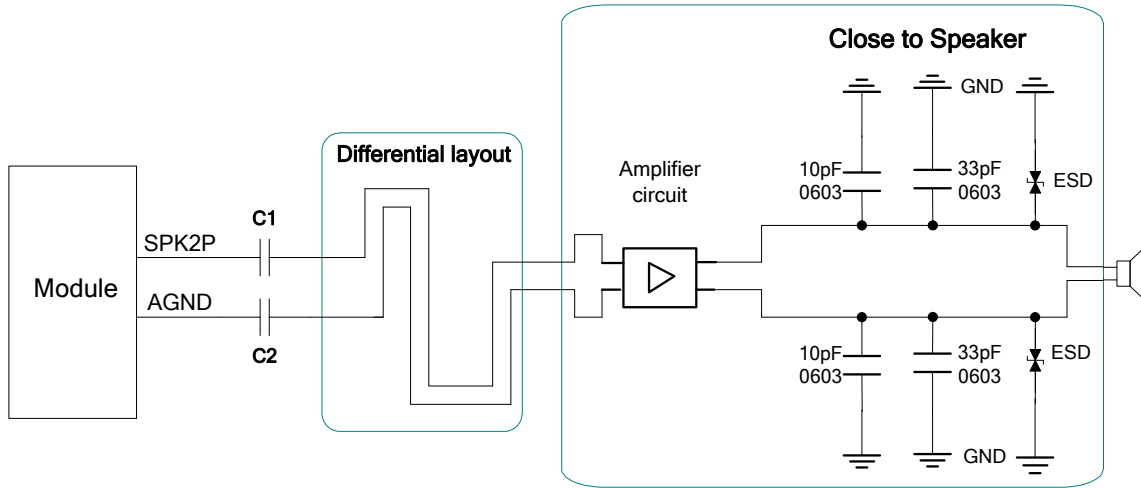 Close to Speaker
GND
Differential layout
Amplifier
circuit
10pF
0603
33pF
0603
ESD
C1
SPK2P
Module
AGND
C2
10pF
0603
33pF
0603
ESD
GND